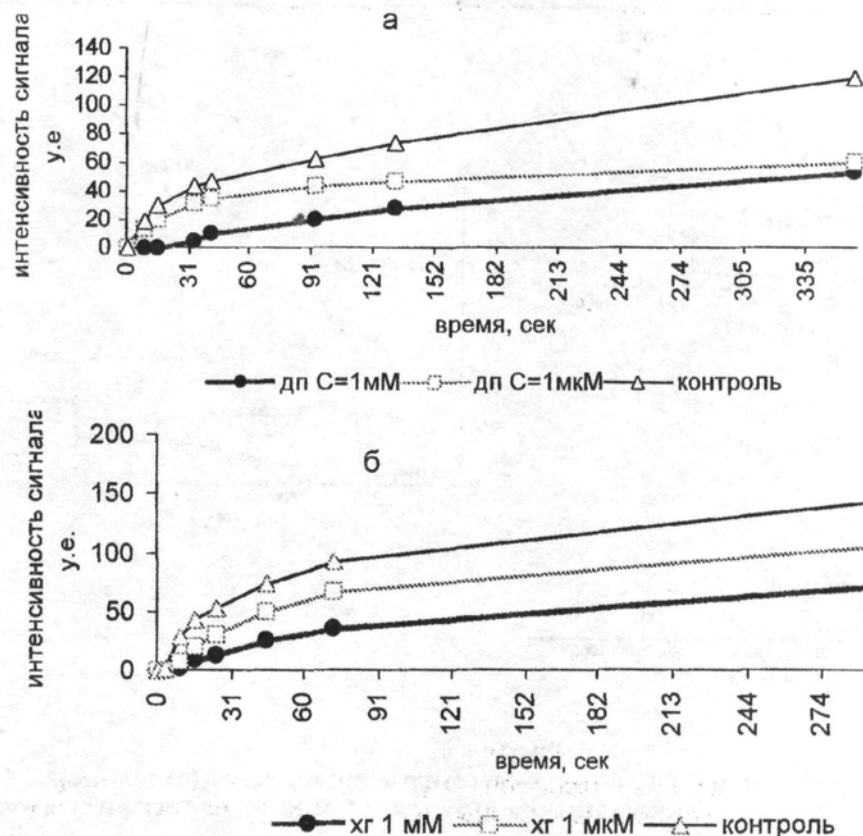 а
интенсивность сигнала
у.е
140
120
100
80
60
40
20
0
0 31 60 91 121 152 182 213 244 274 305 335
время, сек
дп С=1мМ дп С=1мкМ контроль
б
интенсивность сигнала
у.е.
200
150
100
50
0
0 31 60 91 121 152 182 213 244 274
время, сек
хг 1 мМ хг 1 мкМ контроль